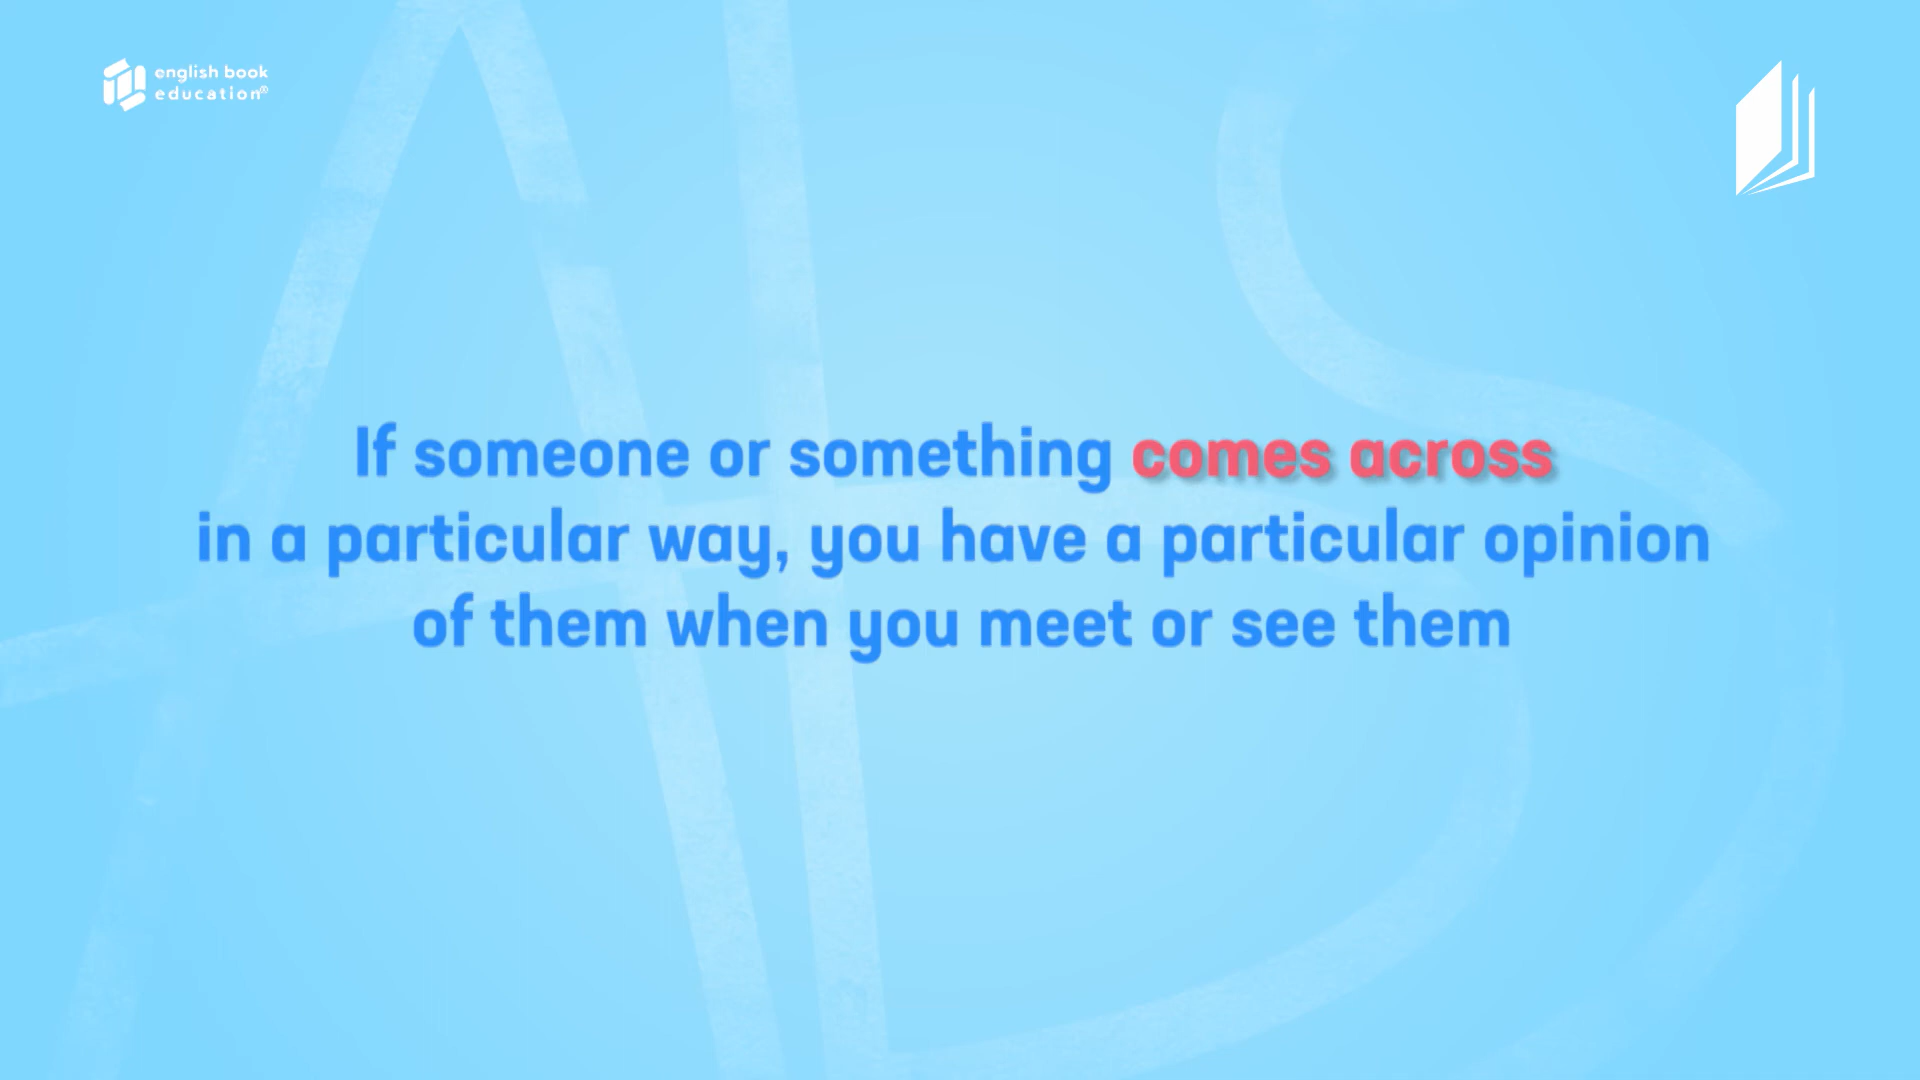 english book
education®
If someone or something comes across
in a particular way, you have a particular opinion
of them when you meet or see them